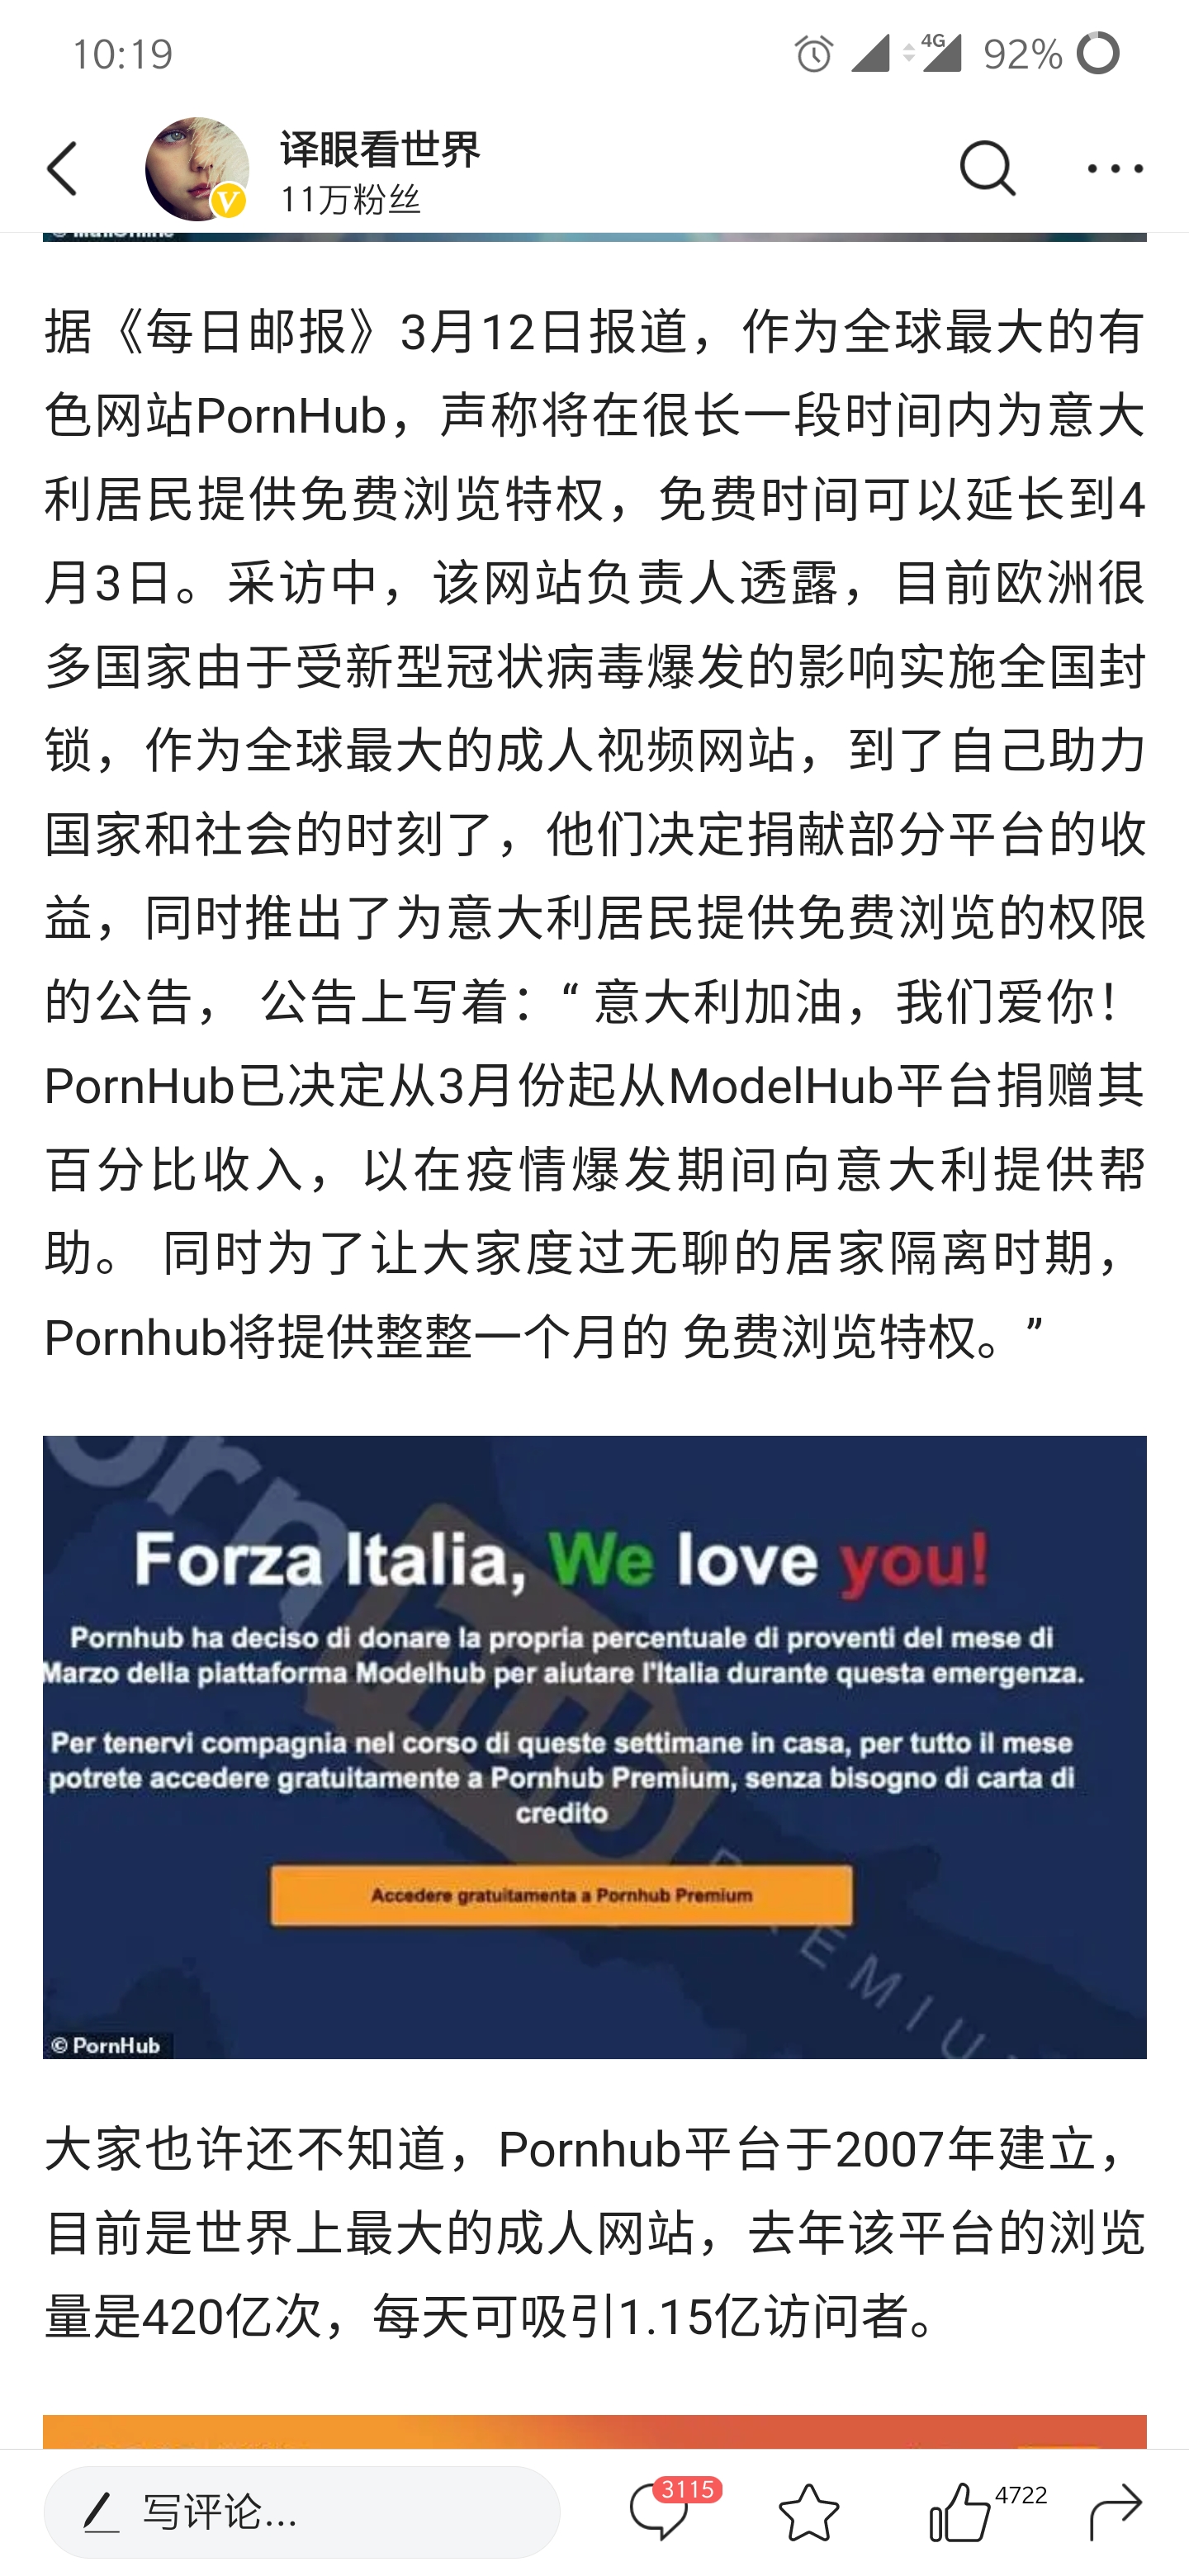 10:19
4G
92%
译眼看世界
V
11万粉丝
© MailOnline
据《每日邮报》3月12日报道，作为全球最大的有
色网站PornHub，声称将在很长一段时间内为意大
利居民提供免费浏览特权，免费时间可以延长到4
月3日。采访中，该网站负责人透露，目前欧洲很
多国家由于受新型冠状病毒爆发的影响实施全国封
锁，作为全球最大的成人视频网站，到了自己助力
国家和社会的时刻了，他们决定捐献部分平台的收
益，同时推出了为意大利居民提供免费浏览的权限
的公告， 公告上写着：“ 意大利加油，我们爱你！
PornHub已决定从3月份起从ModelHub平台捐赠其
百分比收入，以在疫情爆发期间向意大利提供帮
助。 同时为了让大家度过无聊的居家隔离时期，
Pornhub将提供整整一个月的 免费浏览特权。”
orn
hub
PREMIU
Forza Italia, We love you!
Pornhub ha deciso di donare la propria percentuale di proventi del mese di
Marzo della piattaforma Modelhub per aiutare l'Italia durante questa emergenza.
Per tenervi compagnia nel corso di queste settimane in casa, per tutto il mese
potrete accedere gratuitamente a Pornhub Premium, senza bisogno di carta di
credito
Accedere gratuitamenta a Pornhub Premium
© PornHub
大家也许还不知道，Pornhub平台于2007年建立，
目前是世界上最大的成人网站，去年该平台的浏览
量是420亿次，每天可吸引1.15亿访问者。
写评论...
3115
4722